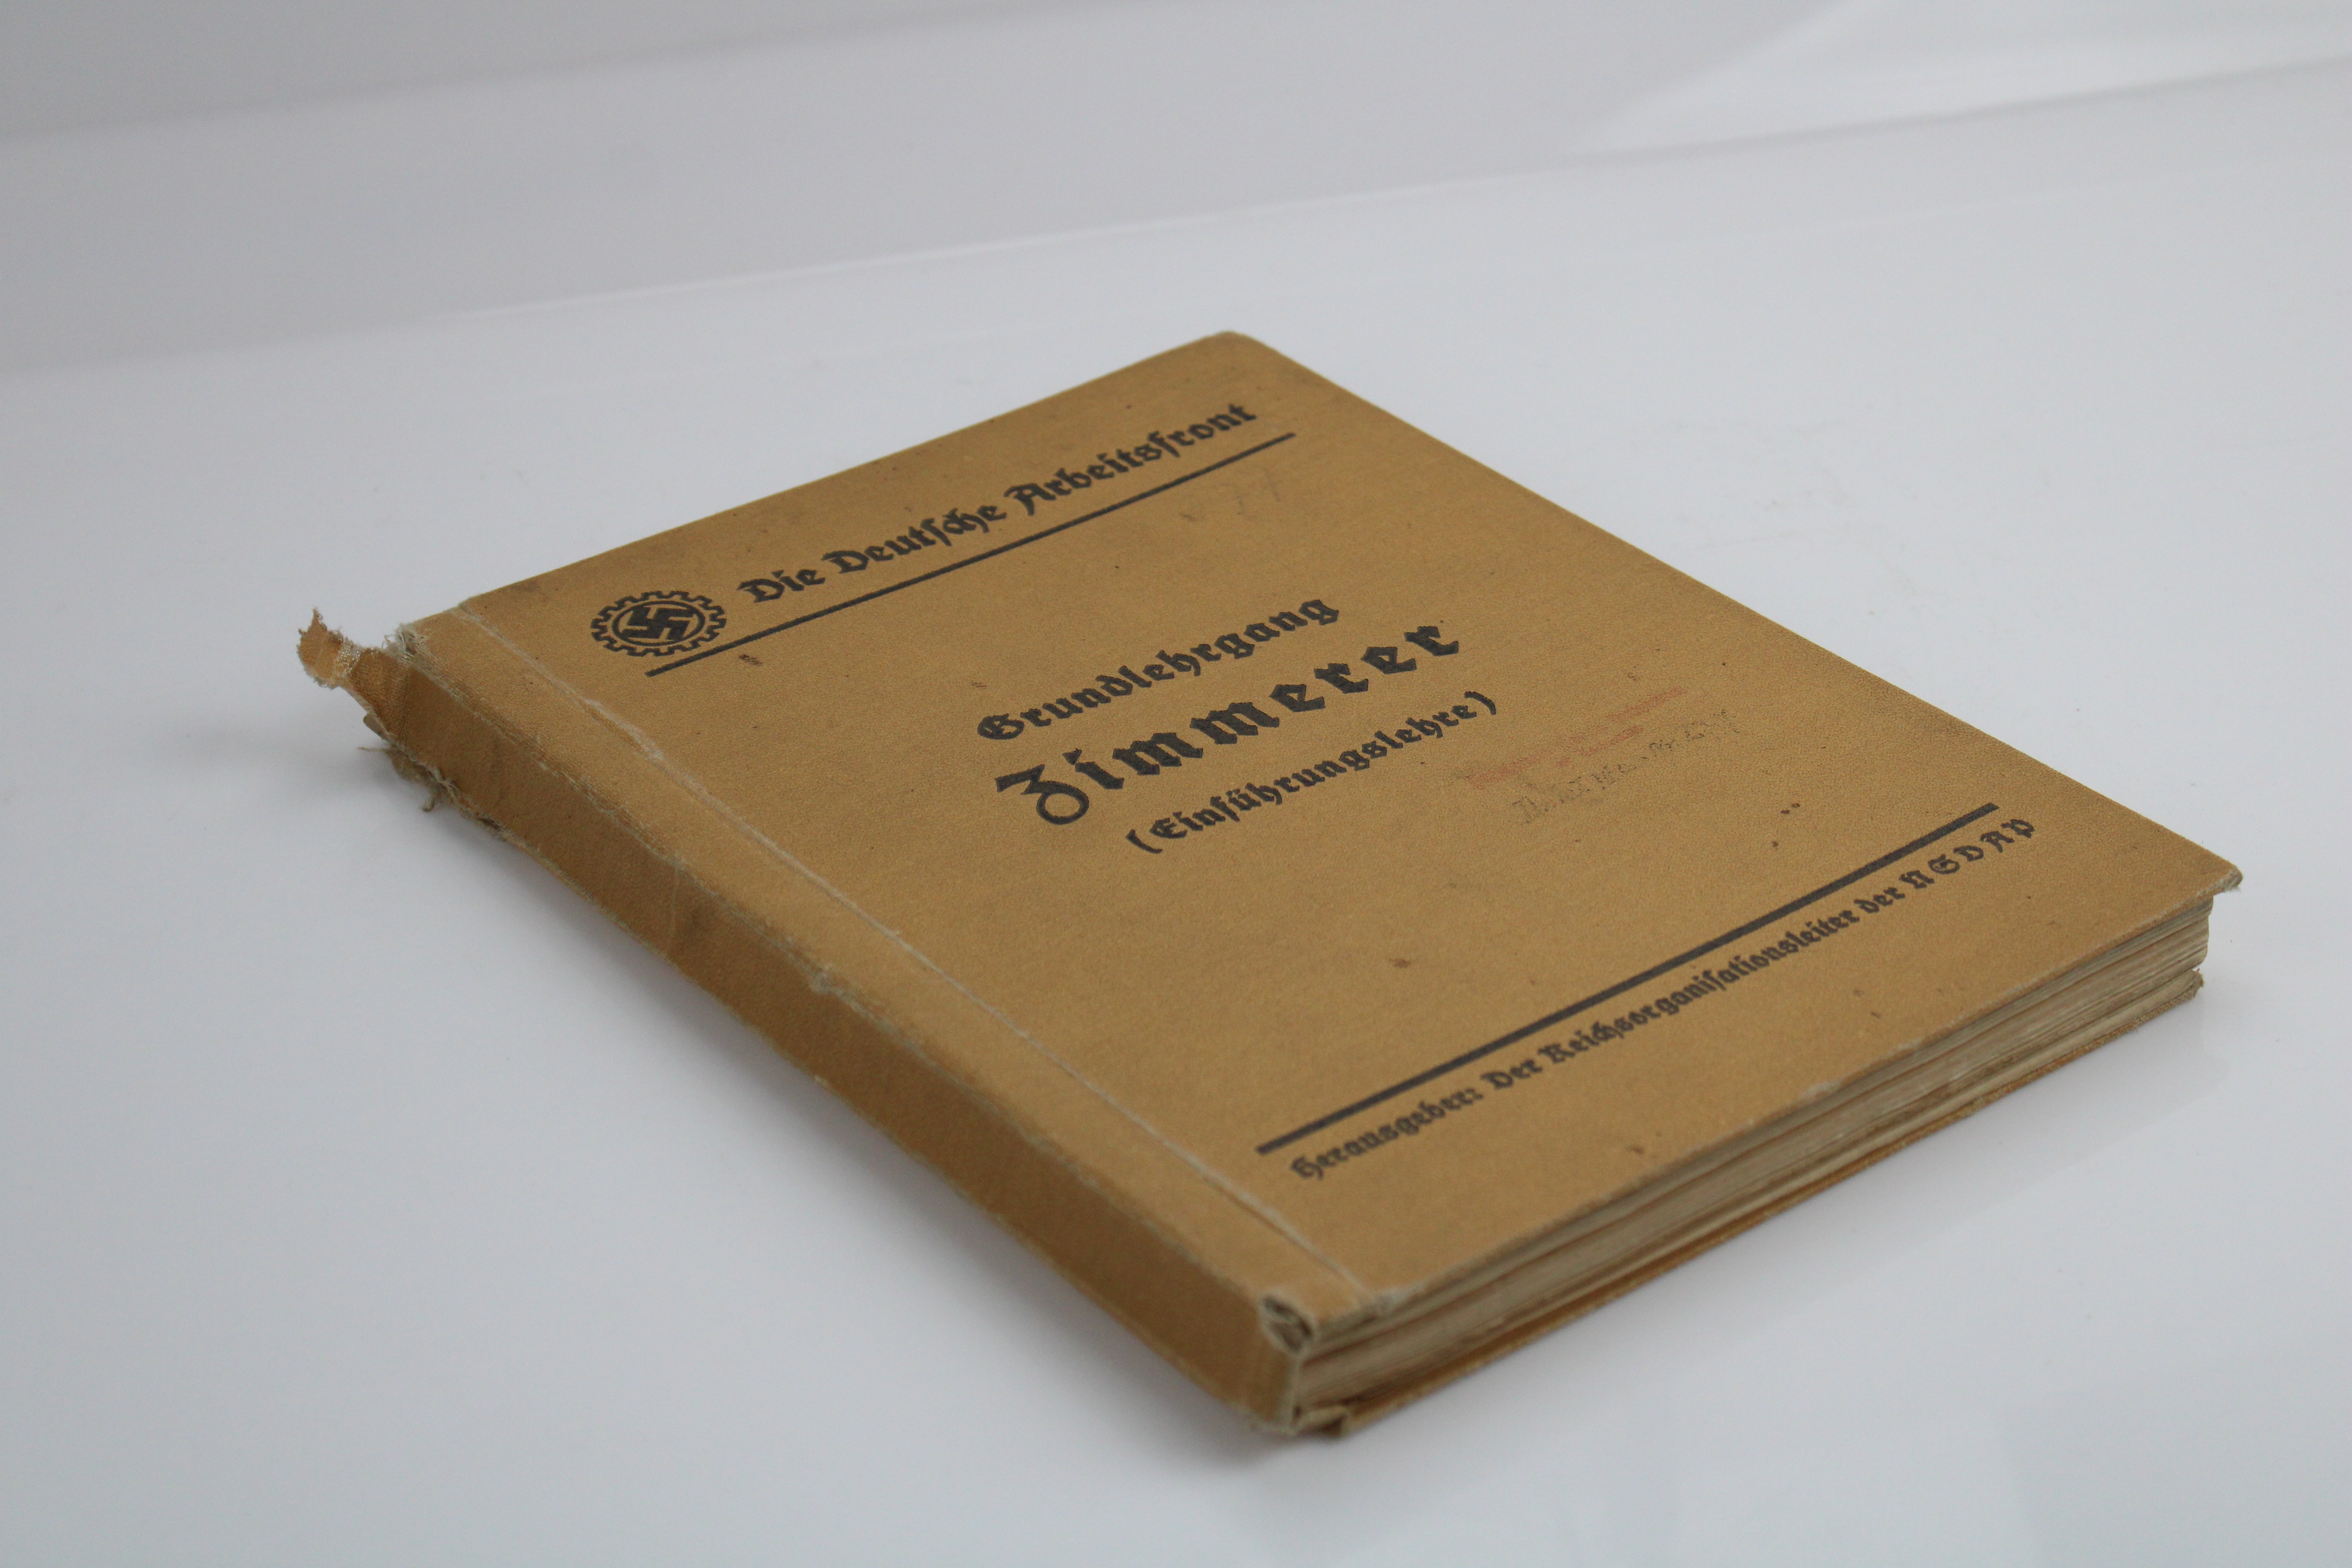 Die Deutſche Arbeitsfront
Grundlehrgang
Zimmerer
(Einführungslehre)
Herausgeber: Der Reichsorganiſationsleiter der NSDAP